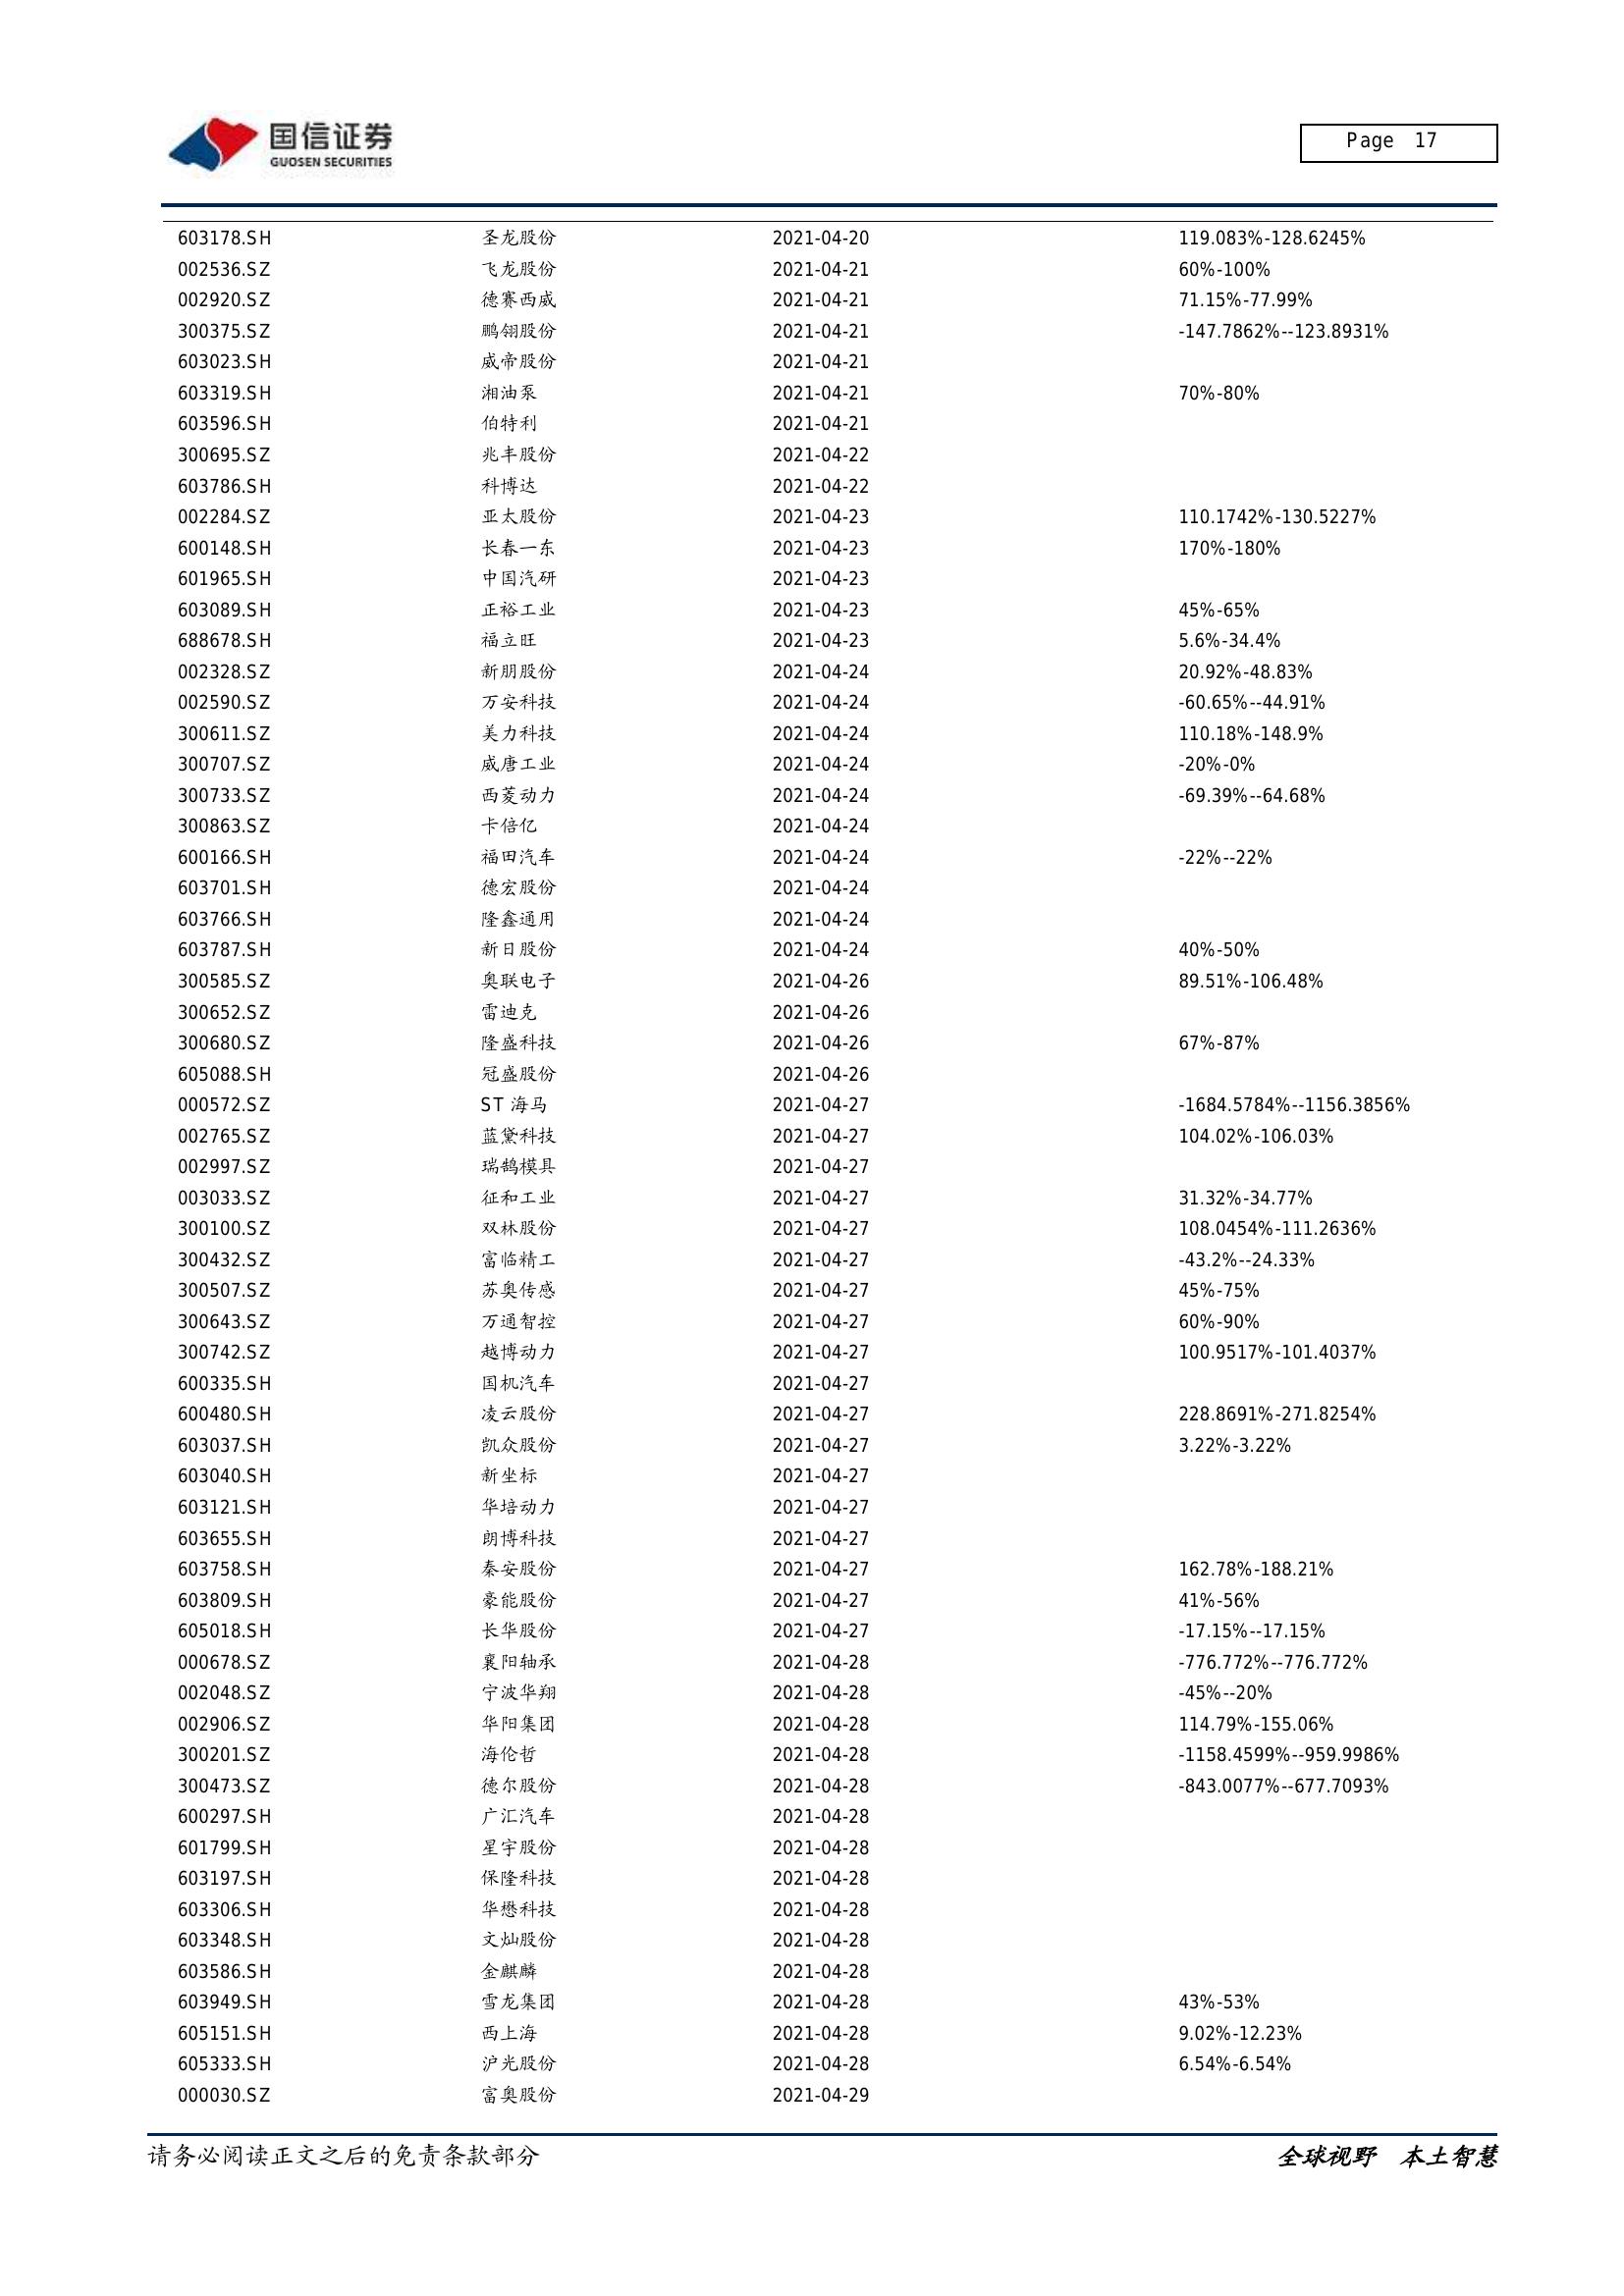 国信证券
GUOSEN SECURITIES
Page 17
603178.SH 圣龙股份 2021-04-20 119.083%-128.6245%
002536.SZ 飞龙股份 2021-04-21 60%-100%
002920.SZ 德赛西威 2021-04-21 71.15%-77.99%
300375.SZ 鹏翎股份 2021-04-21 -147.7862%--123.8931%
603023.SH 威帝股份 2021-04-21
603319.SH 湘油泵 2021-04-21 70%-80%
603596.SH 伯特利 2021-04-21
300695.SZ 兆丰股份 2021-04-22
603786.SH 科博达 2021-04-22
002284.SZ 亚太股份 2021-04-23 110.1742%-130.5227%
600148.SH 长春一东 2021-04-23 170%-180%
601965.SH 中国汽研 2021-04-23
603089.SH 正裕工业 2021-04-23 45%-65%
688678.SH 福立旺 2021-04-23 5.6%-34.4%
002328.SZ 新朋股份 2021-04-24 20.92%-48.83%
002590.SZ 万安科技 2021-04-24 -60.65%--44.91%
300611.SZ 美力科技 2021-04-24 110.18%-148.9%
300707.SZ 威唐工业 2021-04-24 -20%-0%
300733.SZ 西菱动力 2021-04-24 -69.39%--64.68%
300863.SZ 卡倍亿 2021-04-24
600166.SH 福田汽车 2021-04-24 -22%--22%
603701.SH 德宏股份 2021-04-24
603766.SH 隆鑫通用 2021-04-24
603787.SH 新日股份 2021-04-24 40%-50%
300585.SZ 奥联电子 2021-04-26 89.51%-106.48%
300652.SZ 雷迪克 2021-04-26
300680.SZ 隆盛科技 2021-04-26 67%-87%
605088.SH 冠盛股份 2021-04-26
000572.SZ ST 海马 2021-04-27 -1684.5784%--1156.3856%
002765.SZ 蓝黛科技 2021-04-27 104.02%-106.03%
002997.SZ 瑞鹄模具 2021-04-27
003033.SZ 征和工业 2021-04-27 31.32%-34.77%
300100.SZ 双林股份 2021-04-27 108.0454%-111.2636%
300432.SZ 富临精工 2021-04-27 -43.2%--24.33%
300507.SZ 苏奥传感 2021-04-27 45%-75%
300643.SZ 万通智控 2021-04-27 60%-90%
300742.SZ 越博动力 2021-04-27 100.9517%-101.4037%
600335.SH 国机汽车 2021-04-27
600480.SH 凌云股份 2021-04-27 228.8691%-271.8254%
603037.SH 凯众股份 2021-04-27 3.22%-3.22%
603040.SH 新坐标 2021-04-27
603121.SH 华培动力 2021-04-27
603655.SH 朗博科技 2021-04-27
603758.SH 秦安股份 2021-04-27 162.78%-188.21%
603809.SH 豪能股份 2021-04-27 41%-56%
605018.SH 长华股份 2021-04-27 -17.15%--17.15%
000678.SZ 襄阳轴承 2021-04-28 -776.772%--776.772%
002048.SZ 宁波华翔 2021-04-28 -45%--20%
002906.SZ 华阳集团 2021-04-28 114.79%-155.06%
300201.SZ 海伦哲 2021-04-28 -1158.4599%--959.9986%
300473.SZ 德尔股份 2021-04-28 -843.0077%--677.7093%
600297.SH 广汇汽车 2021-04-28
601799.SH 星宇股份 2021-04-28
603197.SH 保隆科技 2021-04-28
603306.SH 华懋科技 2021-04-28
603348.SH 文灿股份 2021-04-28
603586.SH 金麒麟 2021-04-28
603949.SH 雪龙集团 2021-04-28 43%-53%
605151.SH 西上海 2021-04-28 9.02%-12.23%
605333.SH 沪光股份 2021-04-28 6.54%-6.54%
000030.SZ 富奥股份 2021-04-29
请务必阅读正文之后的免责条款部分 全球视野 本土智慧